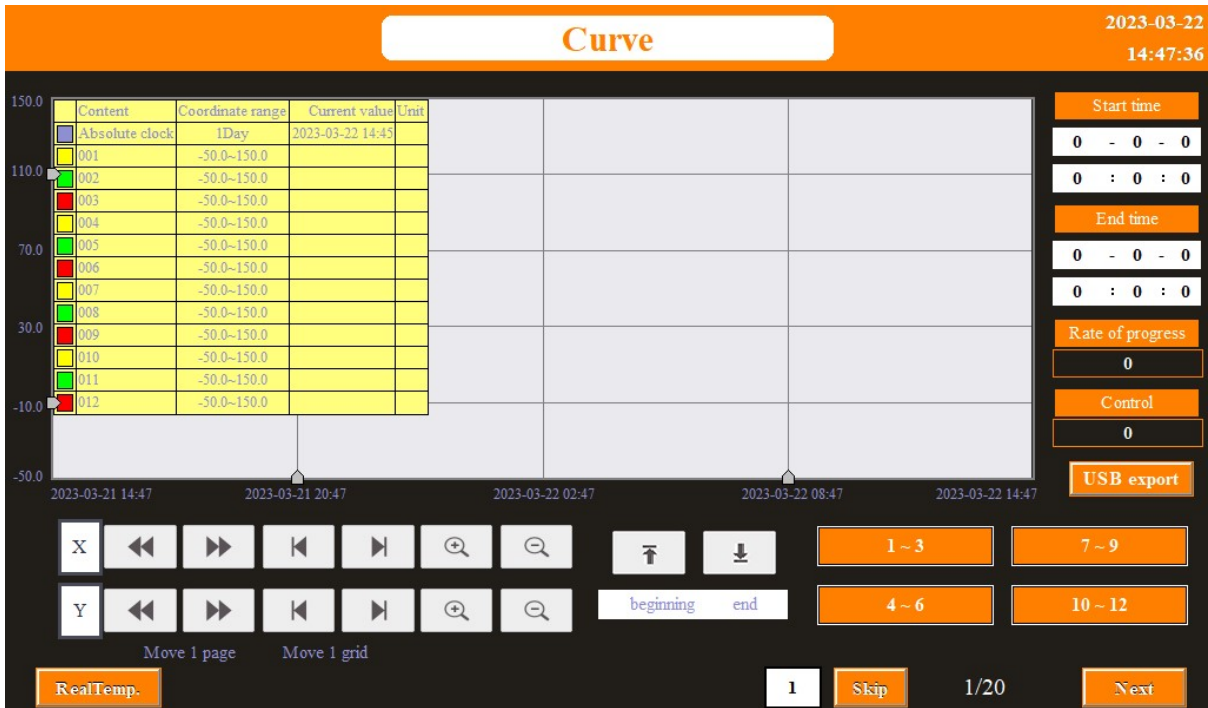 Curve
2023-03-22
14:47:36
150.0
110.0
70.0
30.0
-10.0
-50.0
Content Coordinate range Current value Unit
Absolute clock 1Day 2023-03-22 14:45
001 -50.0~150.0
002 -50.0~150.0
003 -50.0~150.0
004 -50.0~150.0
005 -50.0~150.0
006 -50.0~150.0
007 -50.0~150.0
008 -50.0~150.0
009 -50.0~150.0
010 -50.0~150.0
011 -50.0~150.0
012 -50.0~150.0
2023-03-21 14:47 2023-03-21 20:47 2023-03-22 02:47 2023-03-22 08:47 2023-03-22 14:47
Start time
0 - 0 - 0
0 : 0 : 0
End time
0 - 0 - 0
0 : 0 : 0
Rate of progress
0
Control
0
USB export
X
Y
Move 1 page Move 1 grid
beginning end
1 ~ 3 7 ~ 9
4 ~ 6 10 ~ 12
RealTemp. 1 Skip 1/20 Next